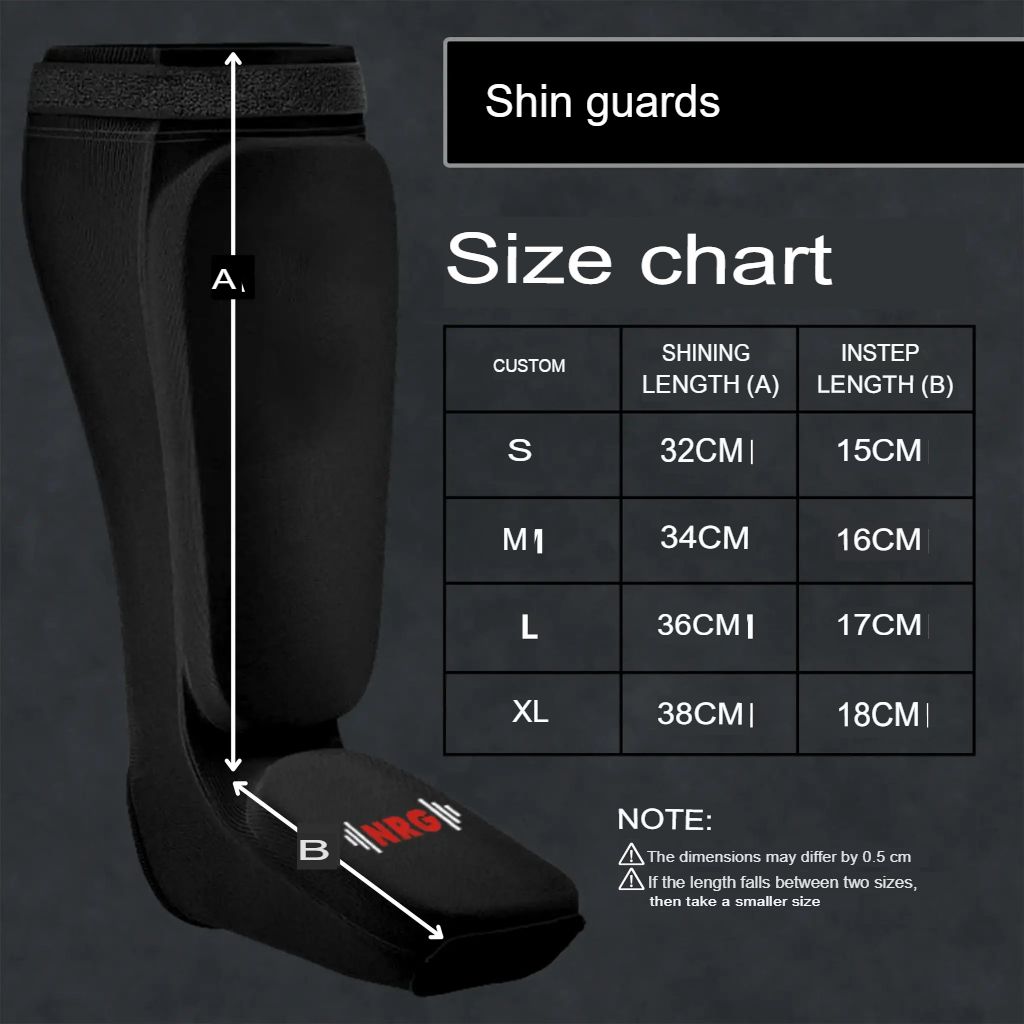 Shin guards
Size chart
CUSTOM
SHINING LENGTH (A)
INSTEP LENGTH (B)
S
32CM
15CM
M
34CM
16CM
L
36CM
17CM
XL
38CM
18CM
A
B
NRG
NOTE:
The dimensions may differ by 0.5 cm
If the length falls between two sizes,
then take a smaller size